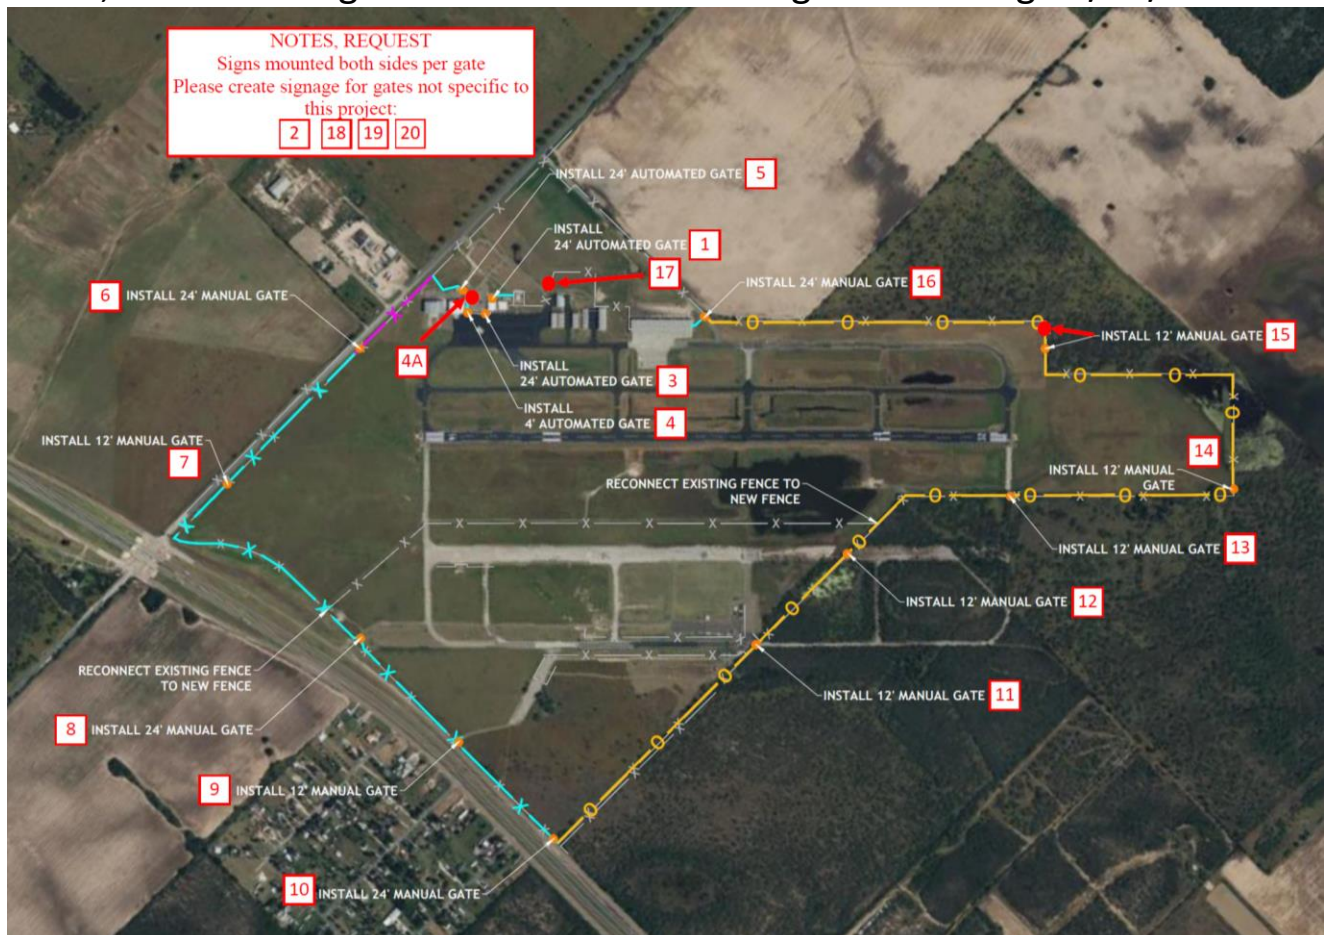 NOTES, REQUEST
Signs mounted both sides per gate
Please create signage for gates not specific to
this project:
2 18 19 20
INSTALL 24' AUTOMATED GATE 5
INSTALL
24' AUTOMATED GATE 1
17
6 INSTALL 24' MANUAL GATE
INSTALL 24' MANUAL GATE 16
4A
INSTALL 12' MANUAL GATE 15
INSTALL
24' AUTOMATED GATE 3
INSTALL
4' AUTOMATED GATE 4
INSTALL 12' MANUAL GATE
7
14
INSTALL 12' MANUAL
GATE
RECONNECT EXISTING FENCE TO
NEW FENCE
INSTALL 12' MANUAL GATE 13
INSTALL 12' MANUAL GATE 12
RECONNECT EXISTING FENCE
TO NEW FENCE
INSTALL 12' MANUAL GATE 11
8 INSTALL 24' MANUAL GATE
9 INSTALL 12' MANUAL GATE
10 INSTALL 24' MANUAL GATE